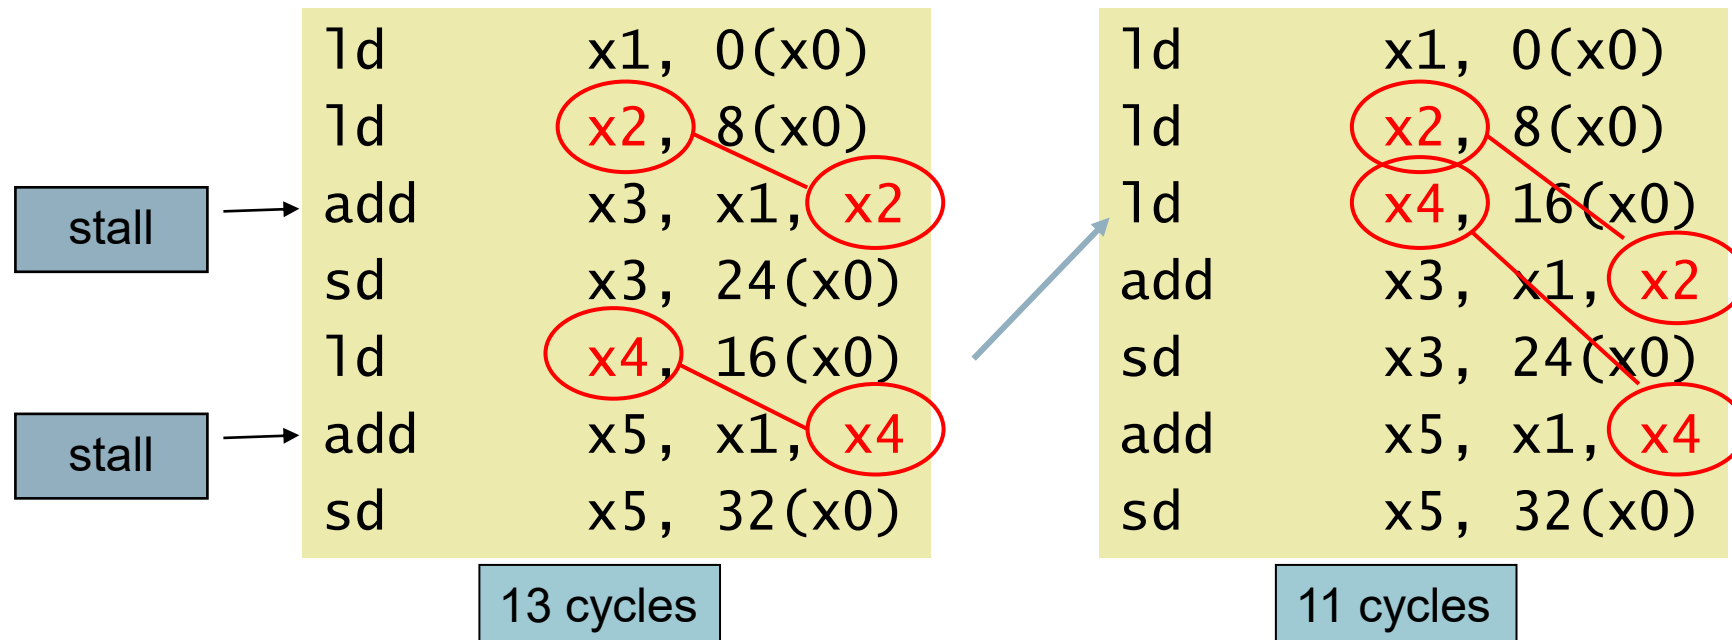 ld x1, 0(x0)
ld x2, 8(x0)
stall
add x3, x1, x2
sd x3, 24(x0)
ld x4, 16(x0)
stall
add x5, x1, x4
sd x5, 32(x0)
13 cycles
ld x1, 0(x0)
ld x2, 8(x0)
ld x4, 16(x0)
add x3, x1, x2
sd x3, 24(x0)
add x5, x1, x4
sd x5, 32(x0)
11 cycles